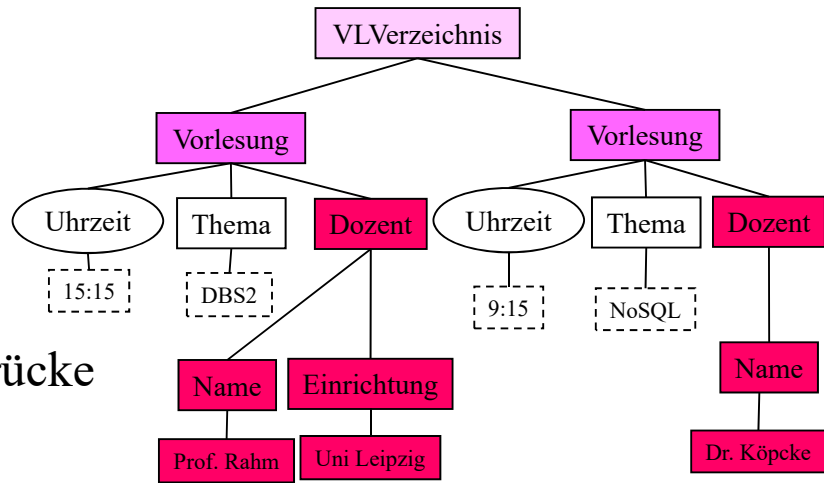 VLVerzeichnis
Vorlesung Vorlesung
Uhrzeit Thema Dozent Uhrzeit Thema Dozent
15:15 DBS2 9:15 NoSQL
rücke
Name Einrichtung Name
Prof. Rahm Uni Leipzig Dr. Köpcke